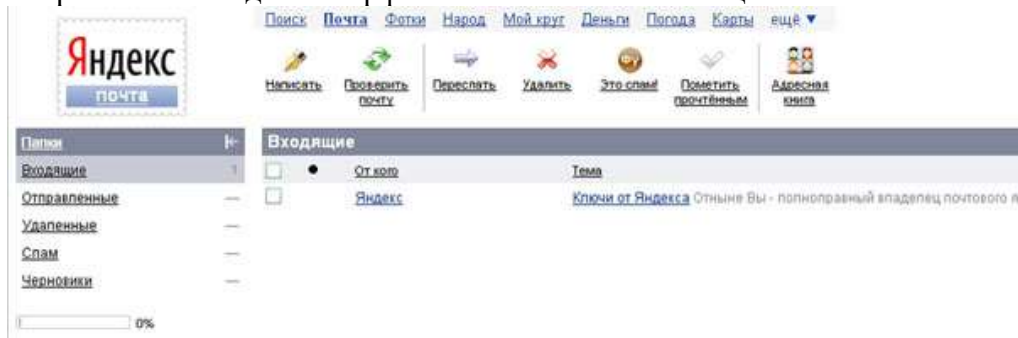 Поиск Почта Фотки Народ Мой круг Деньги Погода Карты ещё ▼
Яндекс
почта
Написать
Проверить почту
Переслать
Удалить
Это спам!
Пометить прочтённым
Адресная книга
Папки
Входящие 1
Отправленные —
Удаленные —
Спам —
Черновики —
0%
Входящие
От кого Тема
Яндекс Ключи от Яндекса Отныне Вы - полноправный владелец почтового